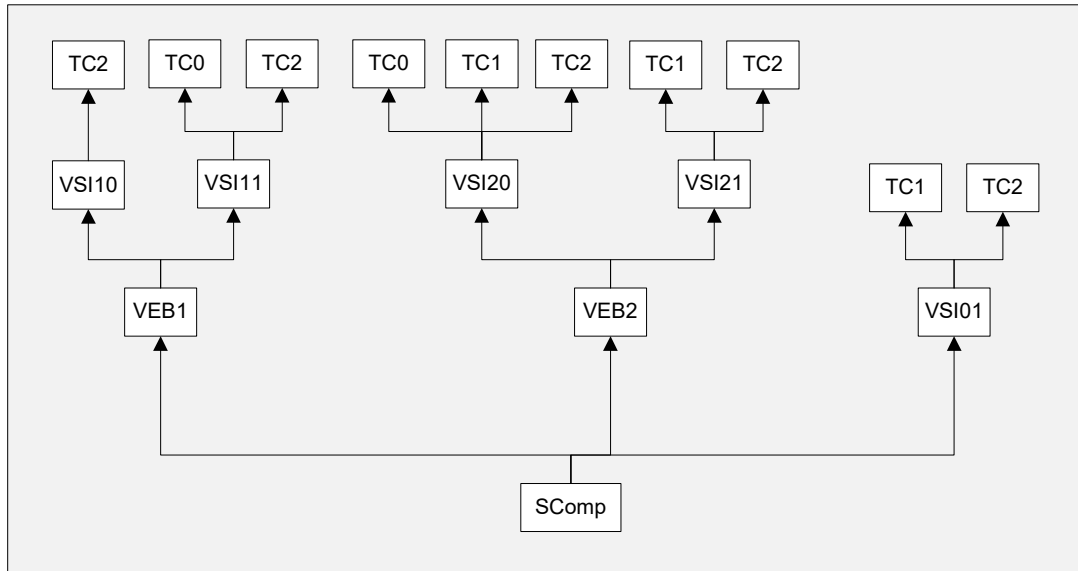 TC2
TC0
TC2
TC0
TC1
TC2
TC1
TC2
VSI10
VSI11
VSI20
VSI21
TC1
TC2
VEB1
VEB2
VSI01
SComp